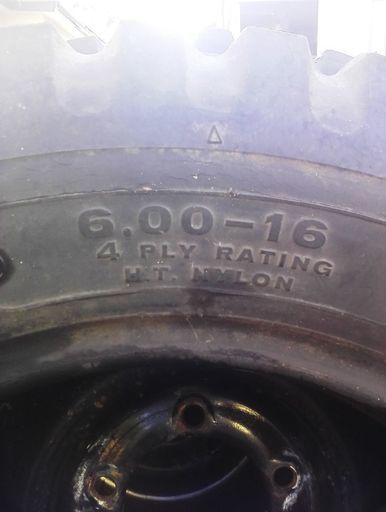 6.00-16
4 PLY RATING
H.T. NYLON